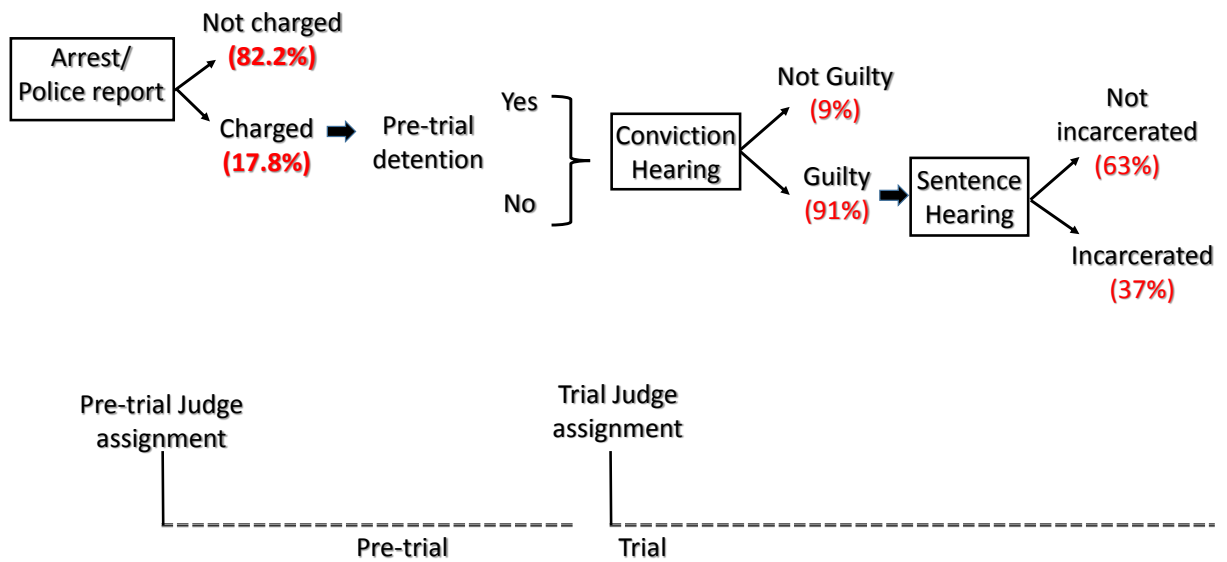 Arrest/
Police report
Not charged
(82.2%)
Charged
(17.8%)
Pre-trial
detention
Yes
No
Conviction
Hearing
Not Guilty
(9%)
Guilty
(91%)
Sentence
Hearing
Not
incarcerated
(63%)
Incarcerated
(37%)
Pre-trial Judge
assignment
Trial Judge
assignment
Pre-trial
Trial